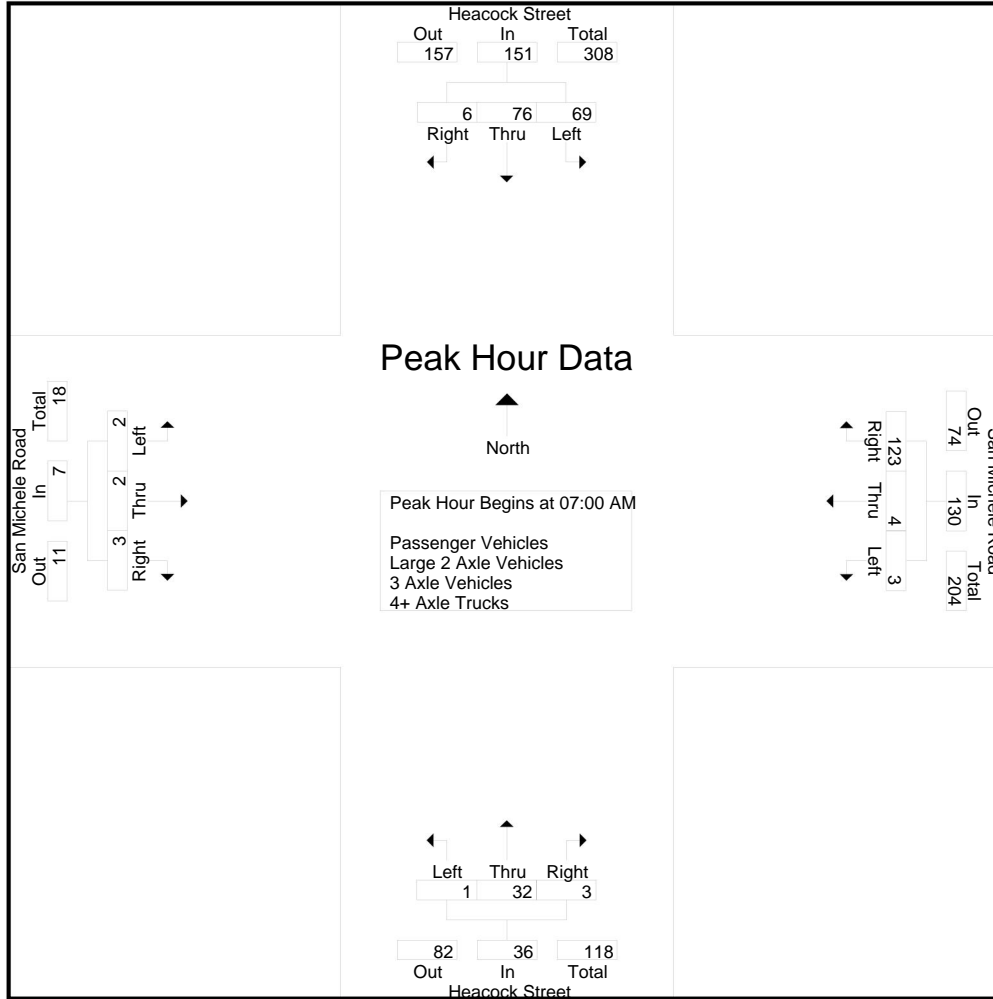 Heacock Street
Out In Total
157 151 308
6 76 69
Right Thru Left
Peak Hour Data
North
Peak Hour Begins at 07:00 AM
Passenger Vehicles
Large 2 Axle Vehicles
3 Axle Vehicles
4+ Axle Trucks
San Michele Road
Out In Total
11 7 18
3 2 2
Right Thru Left
San Michele Road
Out In Total
74 130 204
123 4 3
Right Thru Left
Left Thru Right
1 32 3
82 36 118
Out In Total
Heacock Street